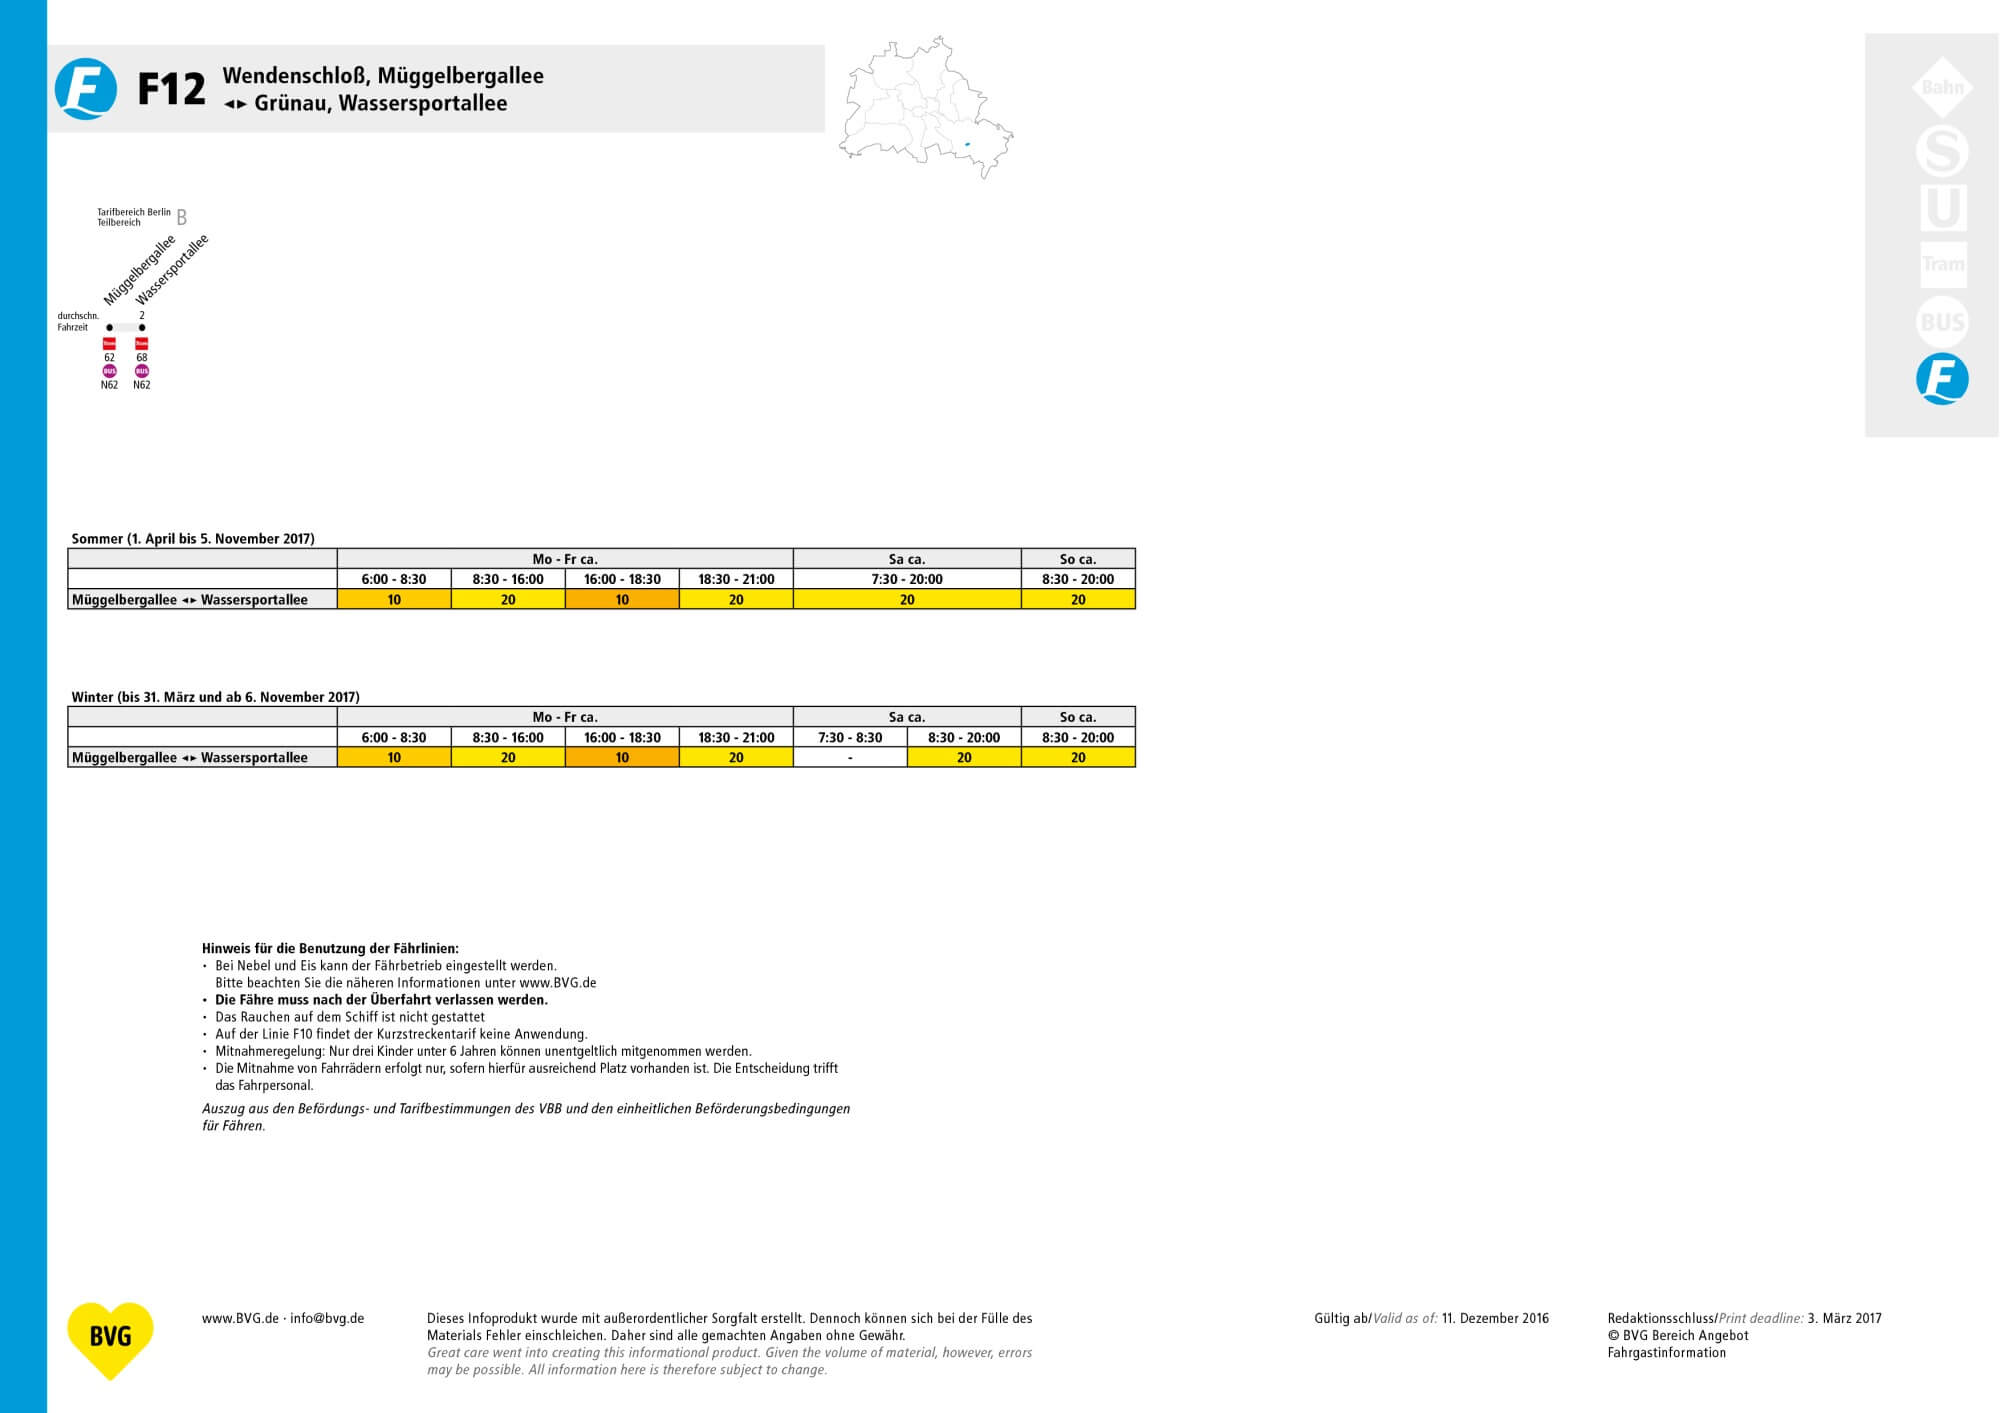 F12 Wendenschloß, Müggelbergallee
◄► Grünau, Wassersportallee
Bahn
S
U
Tram
BUS
F
Tarifbereich Berlin
Teilbereich B
Müggelbergallee
Wassersportallee
durchschn. 2
Fahrzeit
Tram Tram
62 68
BUS BUS
N62 N62
Sommer (1. April bis 5. November 2017)
Mo - Fr ca. Sa ca. So ca.
6:00 - 8:30 8:30 - 16:00 16:00 - 18:30 18:30 - 21:00 7:30 - 20:00 8:30 - 20:00
Müggelbergallee ◄► Wassersportallee 10 20 10 20 20 20
Winter (bis 31. März und ab 6. November 2017)
Mo - Fr ca. Sa ca. So ca.
6:00 - 8:30 8:30 - 16:00 16:00 - 18:30 18:30 - 21:00 7:30 - 8:30 8:30 - 20:00 8:30 - 20:00
Müggelbergallee ◄► Wassersportallee 10 20 10 20 - 20 20
Hinweis für die Benutzung der Fährlinien:
• Bei Nebel und Eis kann der Fährbetrieb eingestellt werden.
Bitte beachten Sie die näheren Informationen unter www.BVG.de
• Die Fähre muss nach der Überfahrt verlassen werden.
• Das Rauchen auf dem Schiff ist nicht gestattet
• Auf der Linie F10 findet der Kurzstreckentarif keine Anwendung.
• Mitnahmeregelung: Nur drei Kinder unter 6 Jahren können unentgeltlich mitgenommen werden.
• Die Mitnahme von Fahrrädern erfolgt nur, sofern hierfür ausreichend Platz vorhanden ist. Die Entscheidung trifft
das Fahrpersonal.
Auszug aus den Befördungs- und Tarifbestimmungen des VBB und den einheitlichen Beförderungsbedingungen
für Fähren.
BVG
www.BVG.de · info@bvg.de
Dieses Infoprodukt wurde mit außerordentlicher Sorgfalt erstellt. Dennoch können sich bei der Fülle des
Materials Fehler einschleichen. Daher sind alle gemachten Angaben ohne Gewähr.
Great care went into creating this informational product. Given the volume of material, however, errors
may be possible. All information here is therefore subject to change.
Gültig ab/Valid as of: 11. Dezember 2016
Redaktionsschluss/Print deadline: 3. März 2017
© BVG Bereich Angebot
Fahrgastinformation